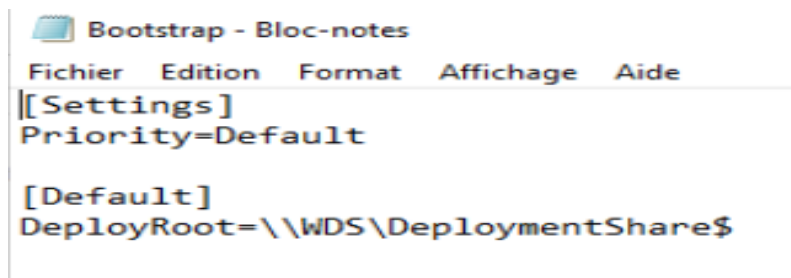 Bootstrap - Bloc-notes
Fichier Edition Format Affichage Aide
[Settings]
Priority=Default
[Default]
DeployRoot=\\WDS\DeploymentShare$